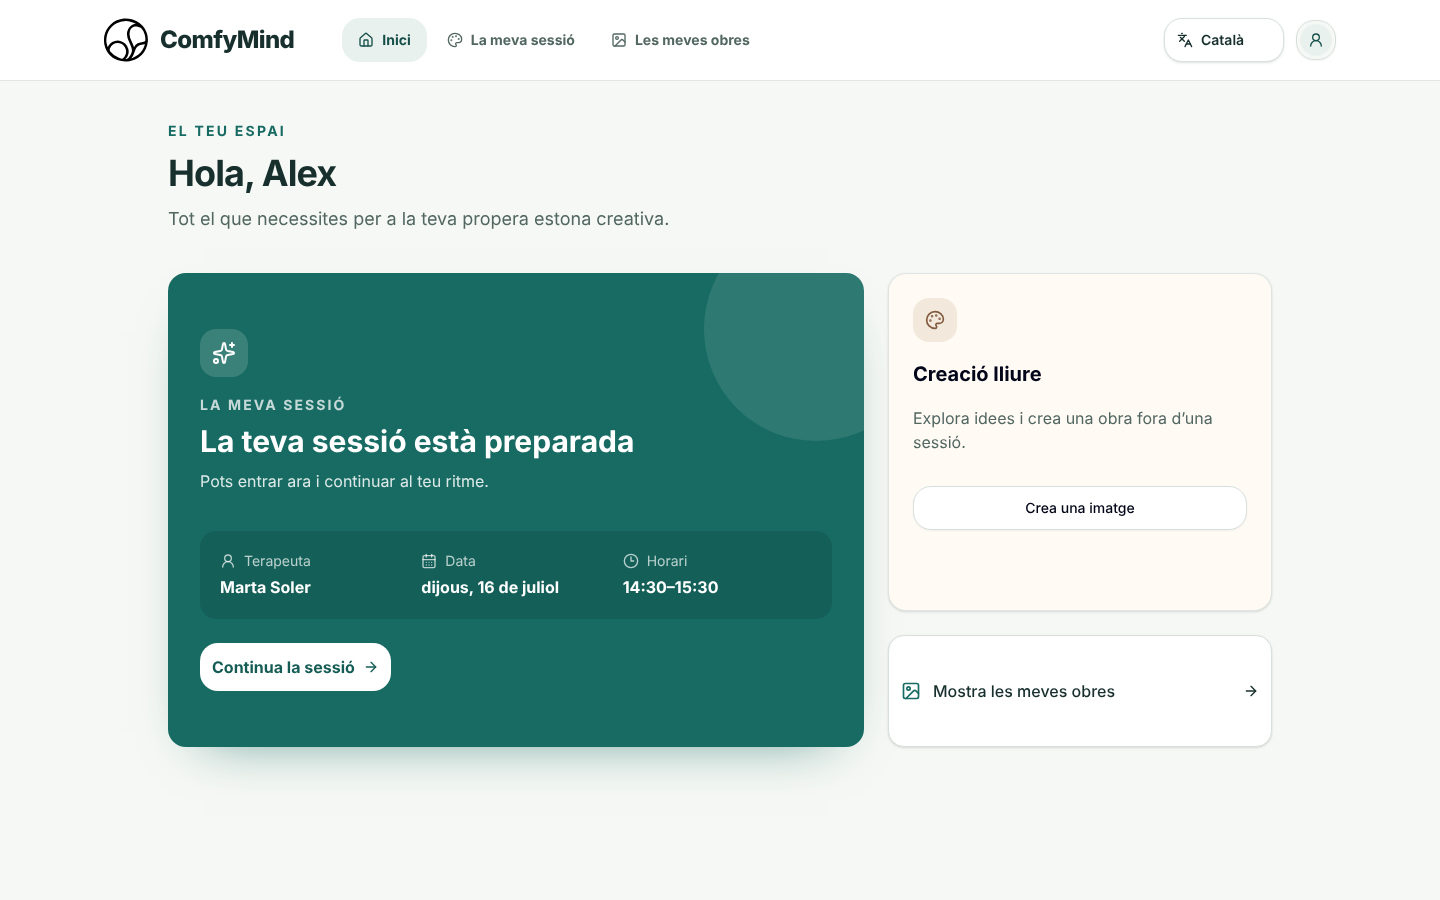 ComfyMind
Inici
La meva sessió
Les meves obres
Català
EL TEU ESPAI
Hola, Alex
Tot el que necessites per a la teva propera estona creativa.
LA MEVA SESSIÓ
La teva sessió està preparada
Pots entrar ara i continuar al teu ritme.
Terapeuta
Marta Soler
Data
dijous, 16 de juliol
Horari
14:30–15:30
Continua la sessió
Creació lliure
Explora idees i crea una obra fora d’una
sessió.
Crea una imatge
Mostra les meves obres